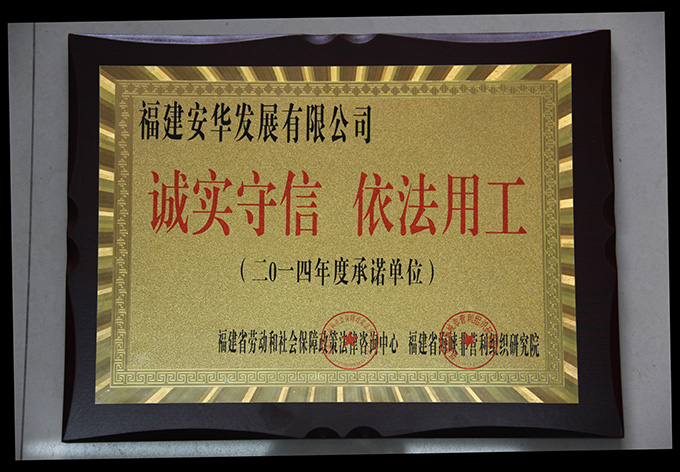 福建安华发展有限公司
诚实守信 依法用工
（二0一四年度承诺单位）
福建省劳动和社会保障政策法律咨询中心 福建省海峡非营利组织研究院